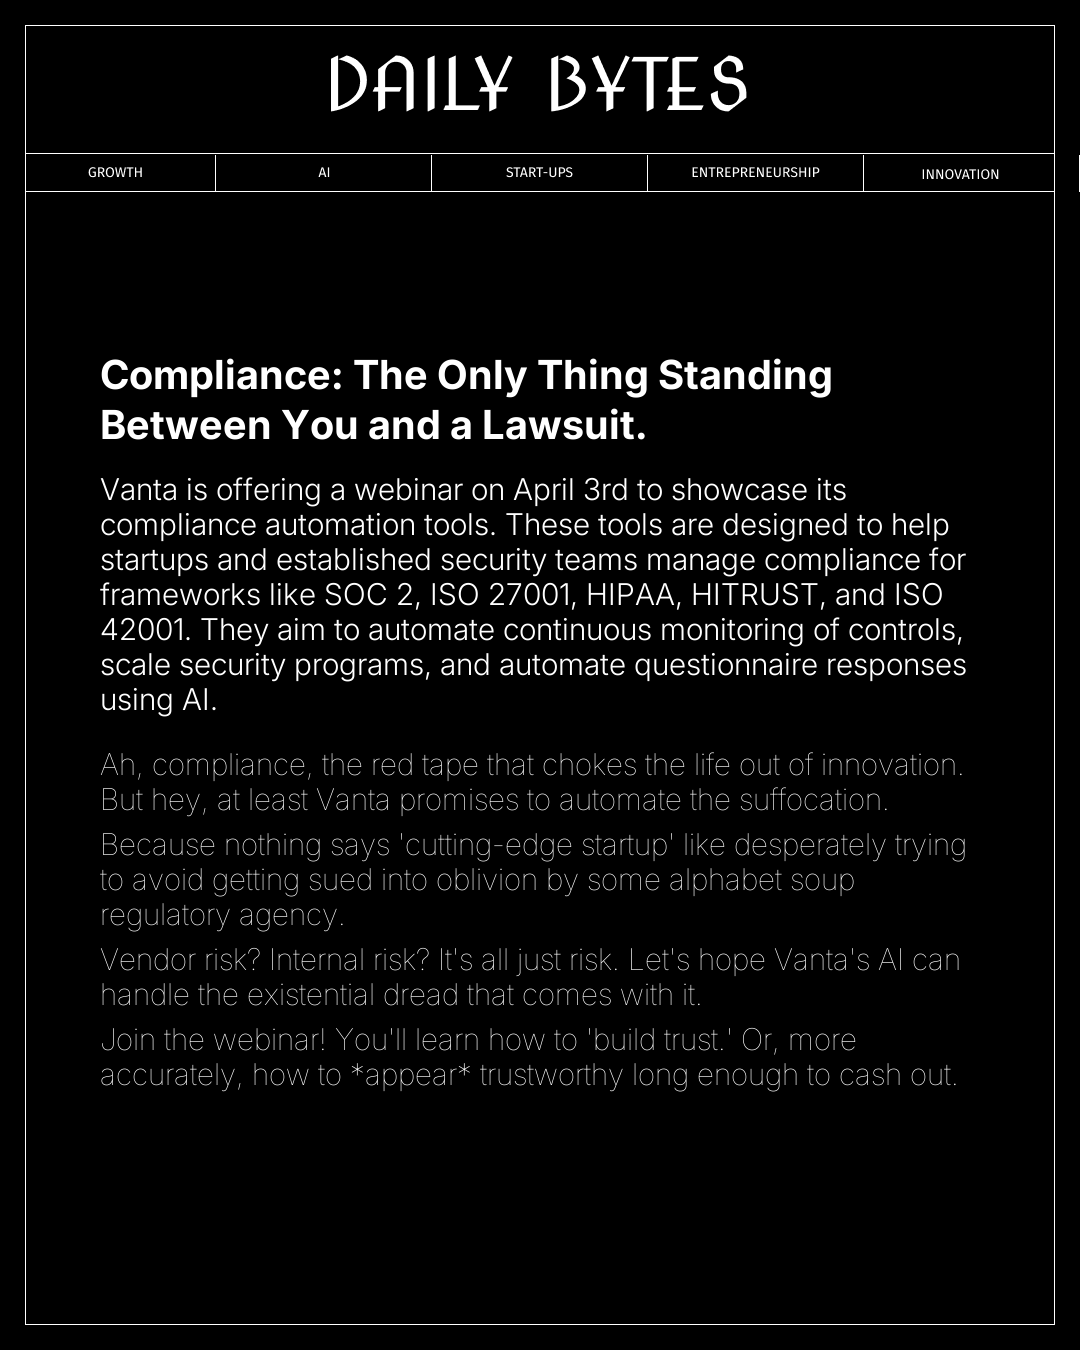 DAILY BYTES
GROWTH
AI
START-UPS
ENTREPRENEURSHIP
INNOVATION
Compliance: The Only Thing Standing
Between You and a Lawsuit.
Vanta is offering a webinar on April 3rd to showcase its
compliance automation tools. These tools are designed to help
startups and established security teams manage compliance for
frameworks like SOC 2, ISO 27001, HIPAA, HITRUST, and ISO
42001. They aim to automate continuous monitoring of controls,
scale security programs, and automate questionnaire responses
using AI.
Ah, compliance, the red tape that chokes the life out of innovation.
But hey, at least Vanta promises to automate the suffocation.
Because nothing says 'cutting-edge startup' like desperately trying
to avoid getting sued into oblivion by some alphabet soup
regulatory agency.
Vendor risk? Internal risk? It's all just risk. Let's hope Vanta's AI can
handle the existential dread that comes with it.
Join the webinar! You'll learn how to 'build trust.' Or, more
accurately, how to *appear* trustworthy long enough to cash out.